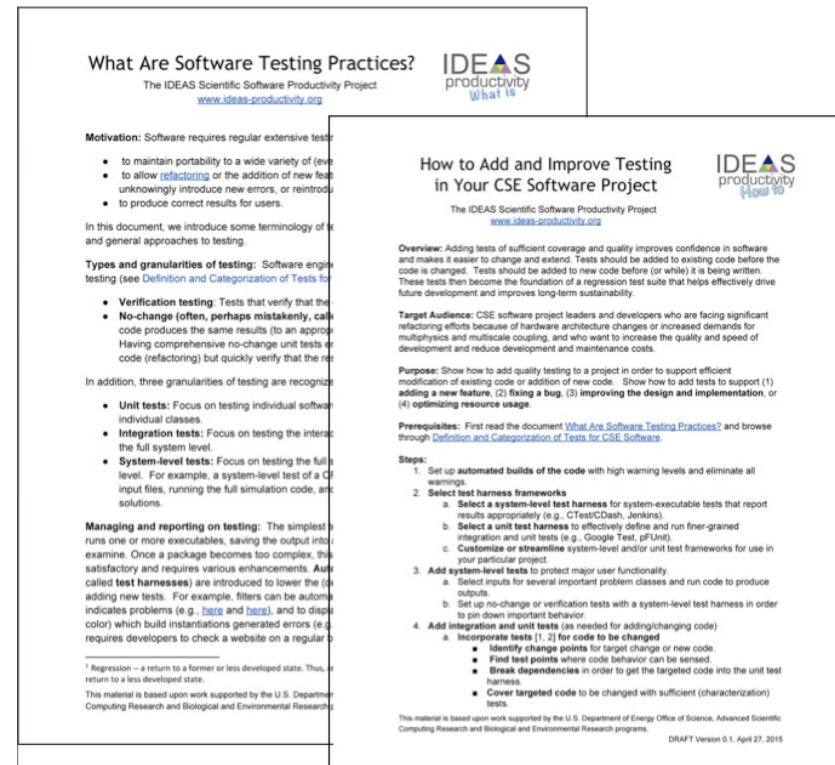 What Are Software Testing Practices?
The IDEAS Scientific Software Productivity Project
www.ideas-productivity.org
IDEAS
productivity
What is
Motivation: Software requires regular extensive
• to maintain portability to a wide variety of
• to allow refactoring or the addition of new
unknowingly introduce new errors, or
• to produce correct results for users.
In this document, we introduce some terminology of
and general approaches to testing.
Types and granularities of testing: Software
testing (see Definition and Categorization of Tests
• Verification testing: Tests that verify that the
• No-change (often, perhaps mistakenly,
code produces the same results (to an
Having comprehensive no-change unit tests
code (refactoring) but quickly verify that the
In addition, three granularities of testing are
• Unit tests: Focus on testing individual
individual classes.
• Integration tests: Focus on testing the
the full system level.
• System-level tests: Focus on testing the full
level. For example, a system-level test of a
input files, running the full simulation code,
solutions.
Managing and reporting on testing: The simplest
runs one or more executables, saving the output into
examine. Once a package becomes too complex,
satisfactory and requires various enhancements.
called test harnesses) are introduced to lower the
adding new tests. For example, filters can be
indicates problems (e.g., here and here), and to
color) which build instantiations generated errors
requires developers to check a website on a regular
¹ Regression – a return to a former or less developed state. Thus,
return to a less developed state.
This material is based upon work supported by the U.S.
Computing Research and Biological and Environmental Research
How to Add and Improve Testing
in Your CSE Software Project
The IDEAS Scientific Software Productivity Project
www.ideas-productivity.org
IDEAS
productivity
How to
Overview: Adding tests of sufficient coverage and quality improves confidence in software
and makes it easier to change and extend. Tests should be added to existing code before the
code is changed. Tests should be added to new code before (or while) it is being written.
These tests then become the foundation of a regression test suite that helps effectively drive
future development and improves long-term sustainability.
Target Audience: CSE software project leaders and developers who are facing significant
refactoring efforts because of hardware architecture changes or increased demands for
multiphysics and multiscale coupling, and who want to increase the quality and speed of
development and reduce development and maintenance costs.
Purpose: Show how to add quality testing to a project in order to support efficient
modification of existing code or addition of new code. Show how to add tests to support (1)
adding a new feature, (2) fixing a bug, (3) improving the design and implementation, or
(4) optimizing resource usage.
Prerequisites: First read the document What Are Software Testing Practices? and browse
through Definition and Categorization of Tests for CSE Software.
Steps:
1. Set up automated builds of the code with high warning levels and eliminate all
warnings.
2. Select test harness frameworks
a. Select a system-level test harness for system-executable tests that report
results appropriately (e.g., CTest/CDash, Jenkins).
b. Select a unit test harness to effectively define and run finer-grained
integration and unit tests (e.g., Google Test, pFUnit).
c. Customize or streamline system-level and/or unit test frameworks for use in
your particular project.
3. Add system-level tests to protect major user functionality.
a. Select inputs for several important problem classes and run code to produce
outputs.
b. Set up no-change or verification tests with a system-level test harness in order
to pin down important behavior.
4. Add integration and unit tests (as needed for adding/changing code)
a. Incorporate tests [1, 2] for code to be changed
▪ Identify change points for target change or new code.
▪ Find test points where code behavior can be sensed.
▪ Break dependencies in order to get the targeted code into the unit test
harness.
▪ Cover targeted code to be changed with sufficient (characterization)
tests.
This material is based upon work supported by the U.S. Department of Energy Office of Science, Advanced Scientific
Computing Research and Biological and Environmental Research programs.
DRAFT Version 0.1, April 27, 2015